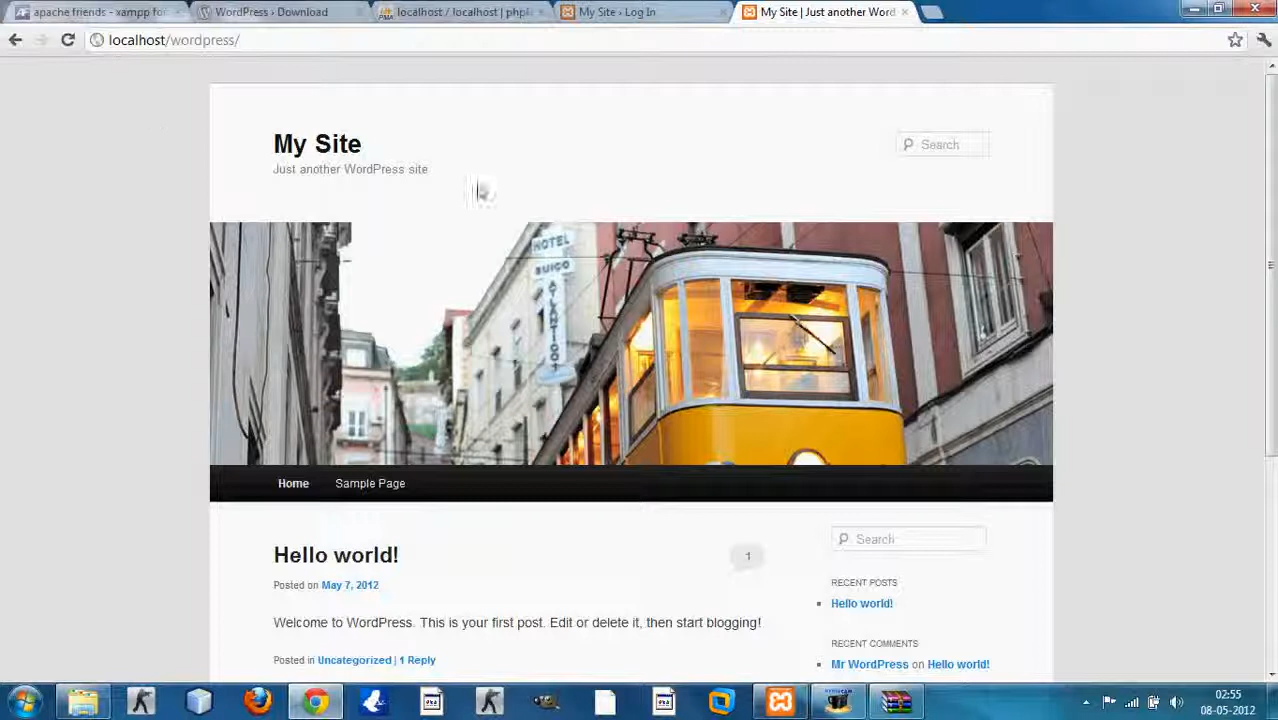 apache friends - xampp for
WordPress › Download
localhost / localhost | phpM
My Site › Log In
My Site | Just another Word
localhost/wordpress/
My Site
Just another WordPress site
Search
HOTEL
SUICO
ATLANTICO
Home
Sample Page
Hello world!
1
Posted on May 7, 2012
Welcome to WordPress. This is your first post. Edit or delete it, then start blogging!
Posted in Uncategorized | 1 Reply
Search
RECENT POSTS
Hello world!
RECENT COMMENTS
Mr WordPress on Hello world!
02:55
08-05-2012